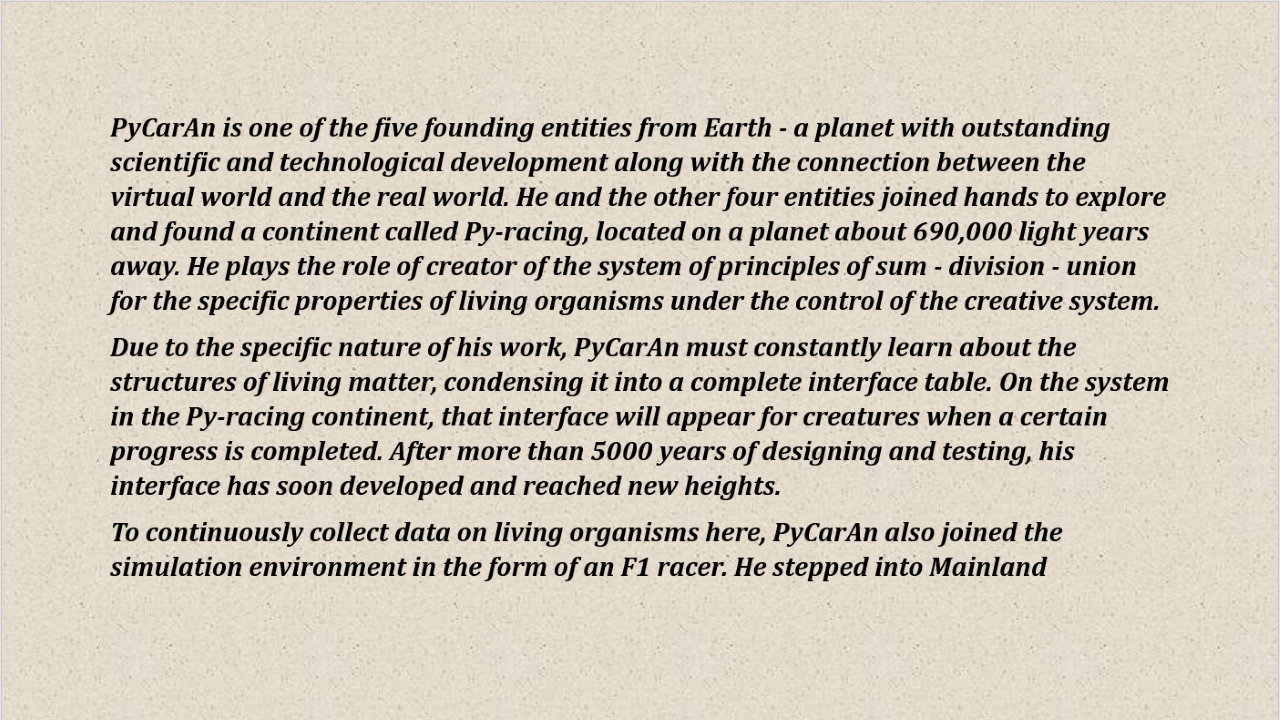 PyCarAn is one of the five founding entities from Earth - a planet with outstanding
scientific and technological development along with the connection between the
virtual world and the real world. He and the other four entities joined hands to explore
and found a continent called Py-racing, located on a planet about 690,000 light years
away. He plays the role of creator of the system of principles of sum - division - union
for the specific properties of living organisms under the control of the creative system.
Due to the specific nature of his work, PyCarAn must constantly learn about the
structures of living matter, condensing it into a complete interface table. On the system
in the Py-racing continent, that interface will appear for creatures when a certain
progress is completed. After more than 5000 years of designing and testing, his
interface has soon developed and reached new heights.
To continuously collect data on living organisms here, PyCarAn also joined the
simulation environment in the form of an F1 racer. He stepped into Mainland